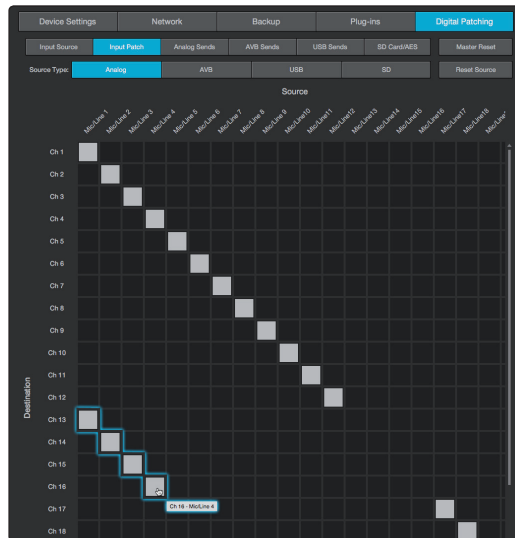 Device Settings Network Backup Plug-ins Digital Patching
Input Source Input Patch Analog Sends AVB Sends USB Sends SD Card/AES Master Reset
Source Type: Analog AVB USB SD Reset Source
Source
Mic/Line 1 Mic/Line 2 Mic/Line 3 Mic/Line 4 Mic/Line 5 Mic/Line 6 Mic/Line 7 Mic/Line 8 Mic/Line 9 Mic/Line10 Mic/Line11 Mic/Line12 Mic/Line13 Mic/Line14 Mic/Line15 Mic/Line16 Mic/Line17 Mic/Line18 Mic/Line
Ch 1
Ch 2
Ch 3
Ch 4
Ch 5
Ch 6
Ch 7
Ch 8
Ch 9
Ch 10
Ch 11
Ch 12
Destination
Ch 13
Ch 14
Ch 15
Ch 16
Ch 16 - Mic/Line 4
Ch 17
Ch 18